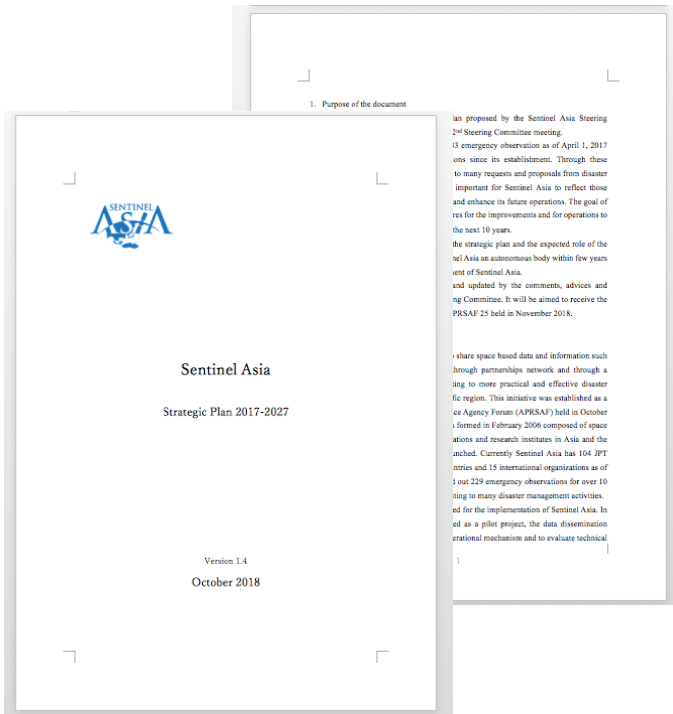 SENTINEL
ASIA
Sentinel Asia
Strategic Plan 2017-2027
Version 1.4
October 2018
1. Purpose of the document
lan proposed by the Sentinel Asia Steering
2nd Steering Committee meeting.
33 emergency observation as of April 1, 2017
ons since its establishment. Through these
to many requests and proposals from disaster
important for Sentinel Asia to reflect those
and enhance its future operations. The goal of
res for the improvements and for operations to
the next 10 years.
the strategic plan and the expected role of the
nel Asia an autonomous body within few years
ent of Sentinel Asia.
and updated by the comments, advices and
ng Committee. It will be aimed to receive the
PRSAF 25 held in November 2018.
share space based data and information such
through partnerships network and through a
ting to more practical and effective disaster
fic region. This initiative was established as a
ce Agency Forum (APRSAF) held in October
formed in February 2006 composed of space
ations and research institutes in Asia and the
unched. Currently Sentinel Asia has 104 JPT
ntries and 15 international organizations as of
out 229 emergency observations for over 10
ting to many disaster management activities.
ed for the implementation of Sentinel Asia. In
ed as a pilot project, the data dissemination
erational mechanism and to evaluate technical
1